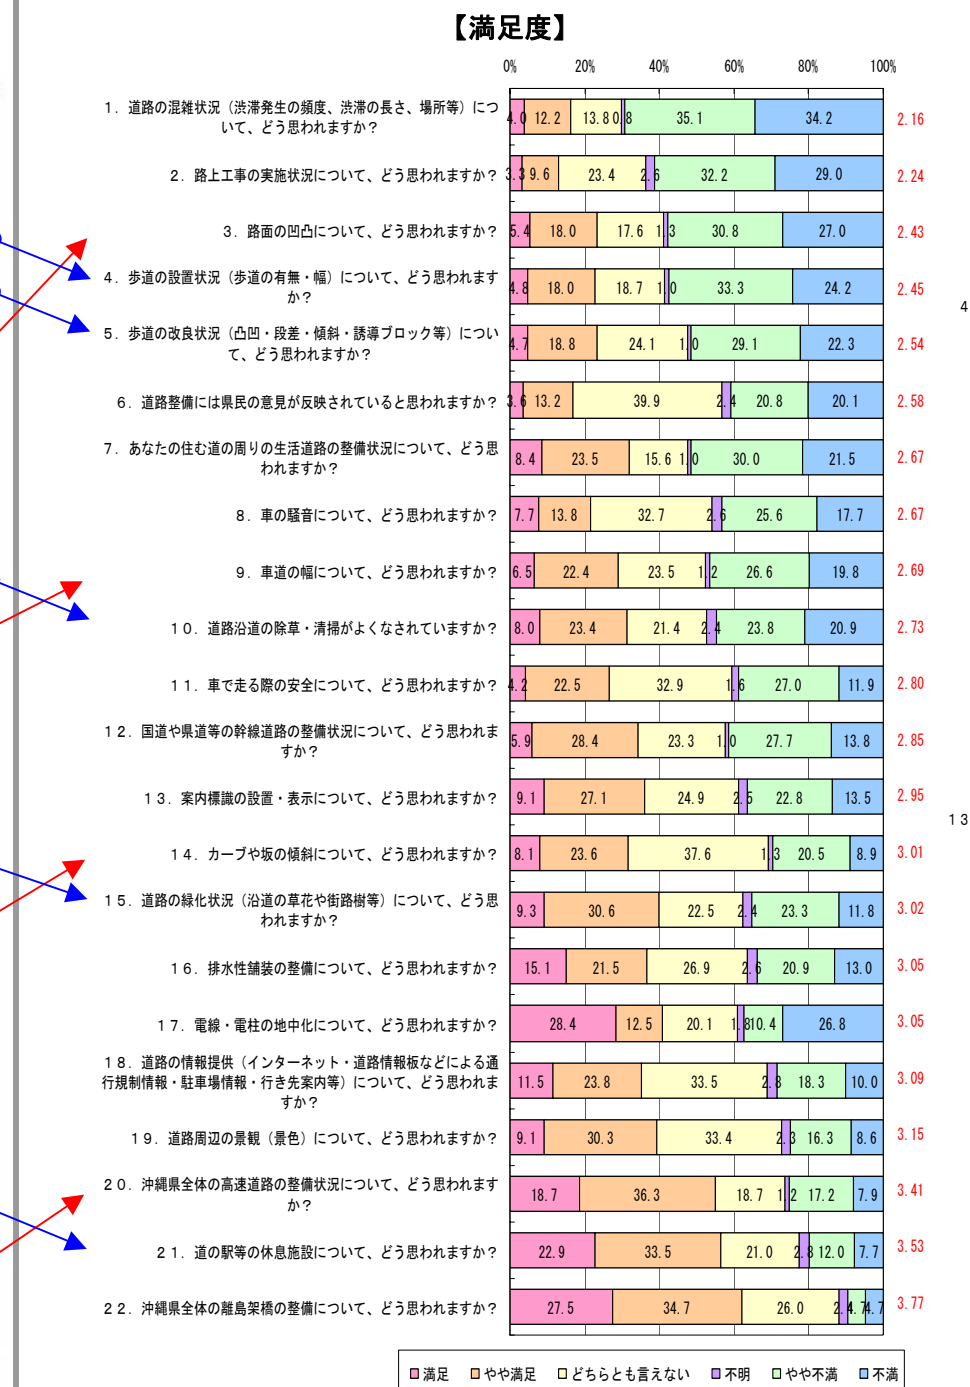 【満足度】
0% 20% 40% 60% 80% 100%
1．道路の混雑状況（渋滞発生の頻度、渋滞の長さ、場所等）につ
いて、どう思われますか？
4.0 12.2 13.8 0.8 35.1 34.2 2.16
2．路上工事の実施状況について、どう思われますか？
3.3 9.6 23.4 2.6 32.2 29.0 2.24
3．路面の凹凸について、どう思われますか？
5.4 18.0 17.6 1.3 30.8 27.0 2.43
4．歩道の設置状況（歩道の有無・幅）について、どう思われます
か？
4.8 18.0 18.7 1.0 33.3 24.2 2.45
4
5．歩道の改良状況（凸凹・段差・傾斜・誘導ブロック等）につい
て、どう思われますか？
4.7 18.8 24.1 1.0 29.1 22.3 2.54
6．道路整備には県民の意見が反映されていると思われますか？
3.6 13.2 39.9 2.4 20.8 20.1 2.58
7．あなたの住む道の周りの生活道路の整備状況について、どう思
われますか？
8.4 23.5 15.6 1.0 30.0 21.5 2.67
8．車の騒音について、どう思われますか？
7.7 13.8 32.7 2.6 25.6 17.7 2.67
9．車道の幅について、どう思われますか？
6.5 22.4 23.5 1.2 26.6 19.8 2.69
10．道路沿道の除草・清掃がよくなされていますか？
8.0 23.4 21.4 2.4 23.8 20.9 2.73
11．車で走る際の安全について、どう思われますか？
4.2 22.5 32.9 1.6 27.0 11.9 2.80
12．国道や県道等の幹線道路の整備状況について、どう思われま
すか？
5.9 28.4 23.3 1.0 27.7 13.8 2.85
13．案内標識の設置・表示について、どう思われますか？
9.1 27.1 24.9 2.5 22.8 13.5 2.95
13
14．カーブや坂の傾斜について、どう思われますか？
8.1 23.6 37.6 1.3 20.5 8.9 3.01
15．道路の緑化状況（沿道の草花や街路樹等）について、どう思
われますか？
9.3 30.6 22.5 2.4 23.3 11.8 3.02
16．排水性舗装の整備について、どう思われますか？
15.1 21.5 26.9 2.6 20.9 13.0 3.05
17．電線・電柱の地中化について、どう思われますか？
28.4 12.5 20.1 1.8 10.4 26.8 3.05
18．道路の情報提供（インターネット・道路情報板などによる通
行規制情報・駐車場情報・行き先案内等）について、どう思われま
すか？
11.5 23.8 33.5 2.8 18.3 10.0 3.09
19．道路周辺の景観（景色）について、どう思われますか？
9.1 30.3 33.4 2.3 16.3 8.6 3.15
20．沖縄県全体の高速道路の整備状況について、どう思われます
か？
18.7 36.3 18.7 1.2 17.2 7.9 3.41
21．道の駅等の休息施設について、どう思われますか？
22.9 33.5 21.0 2.8 12.0 7.7 3.53
22．沖縄県全体の離島架橋の整備について、どう思われますか？
27.5 34.7 26.0 2.4 4.7 4.7 3.77
満足 やや満足 どちらとも言えない 不明 やや不満 不満